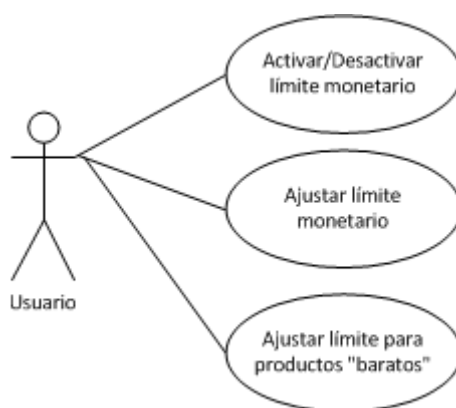 Activar/Desactivar
límite monetario
Ajustar límite
monetario
Usuario
Ajustar límite para
productos "baratos"